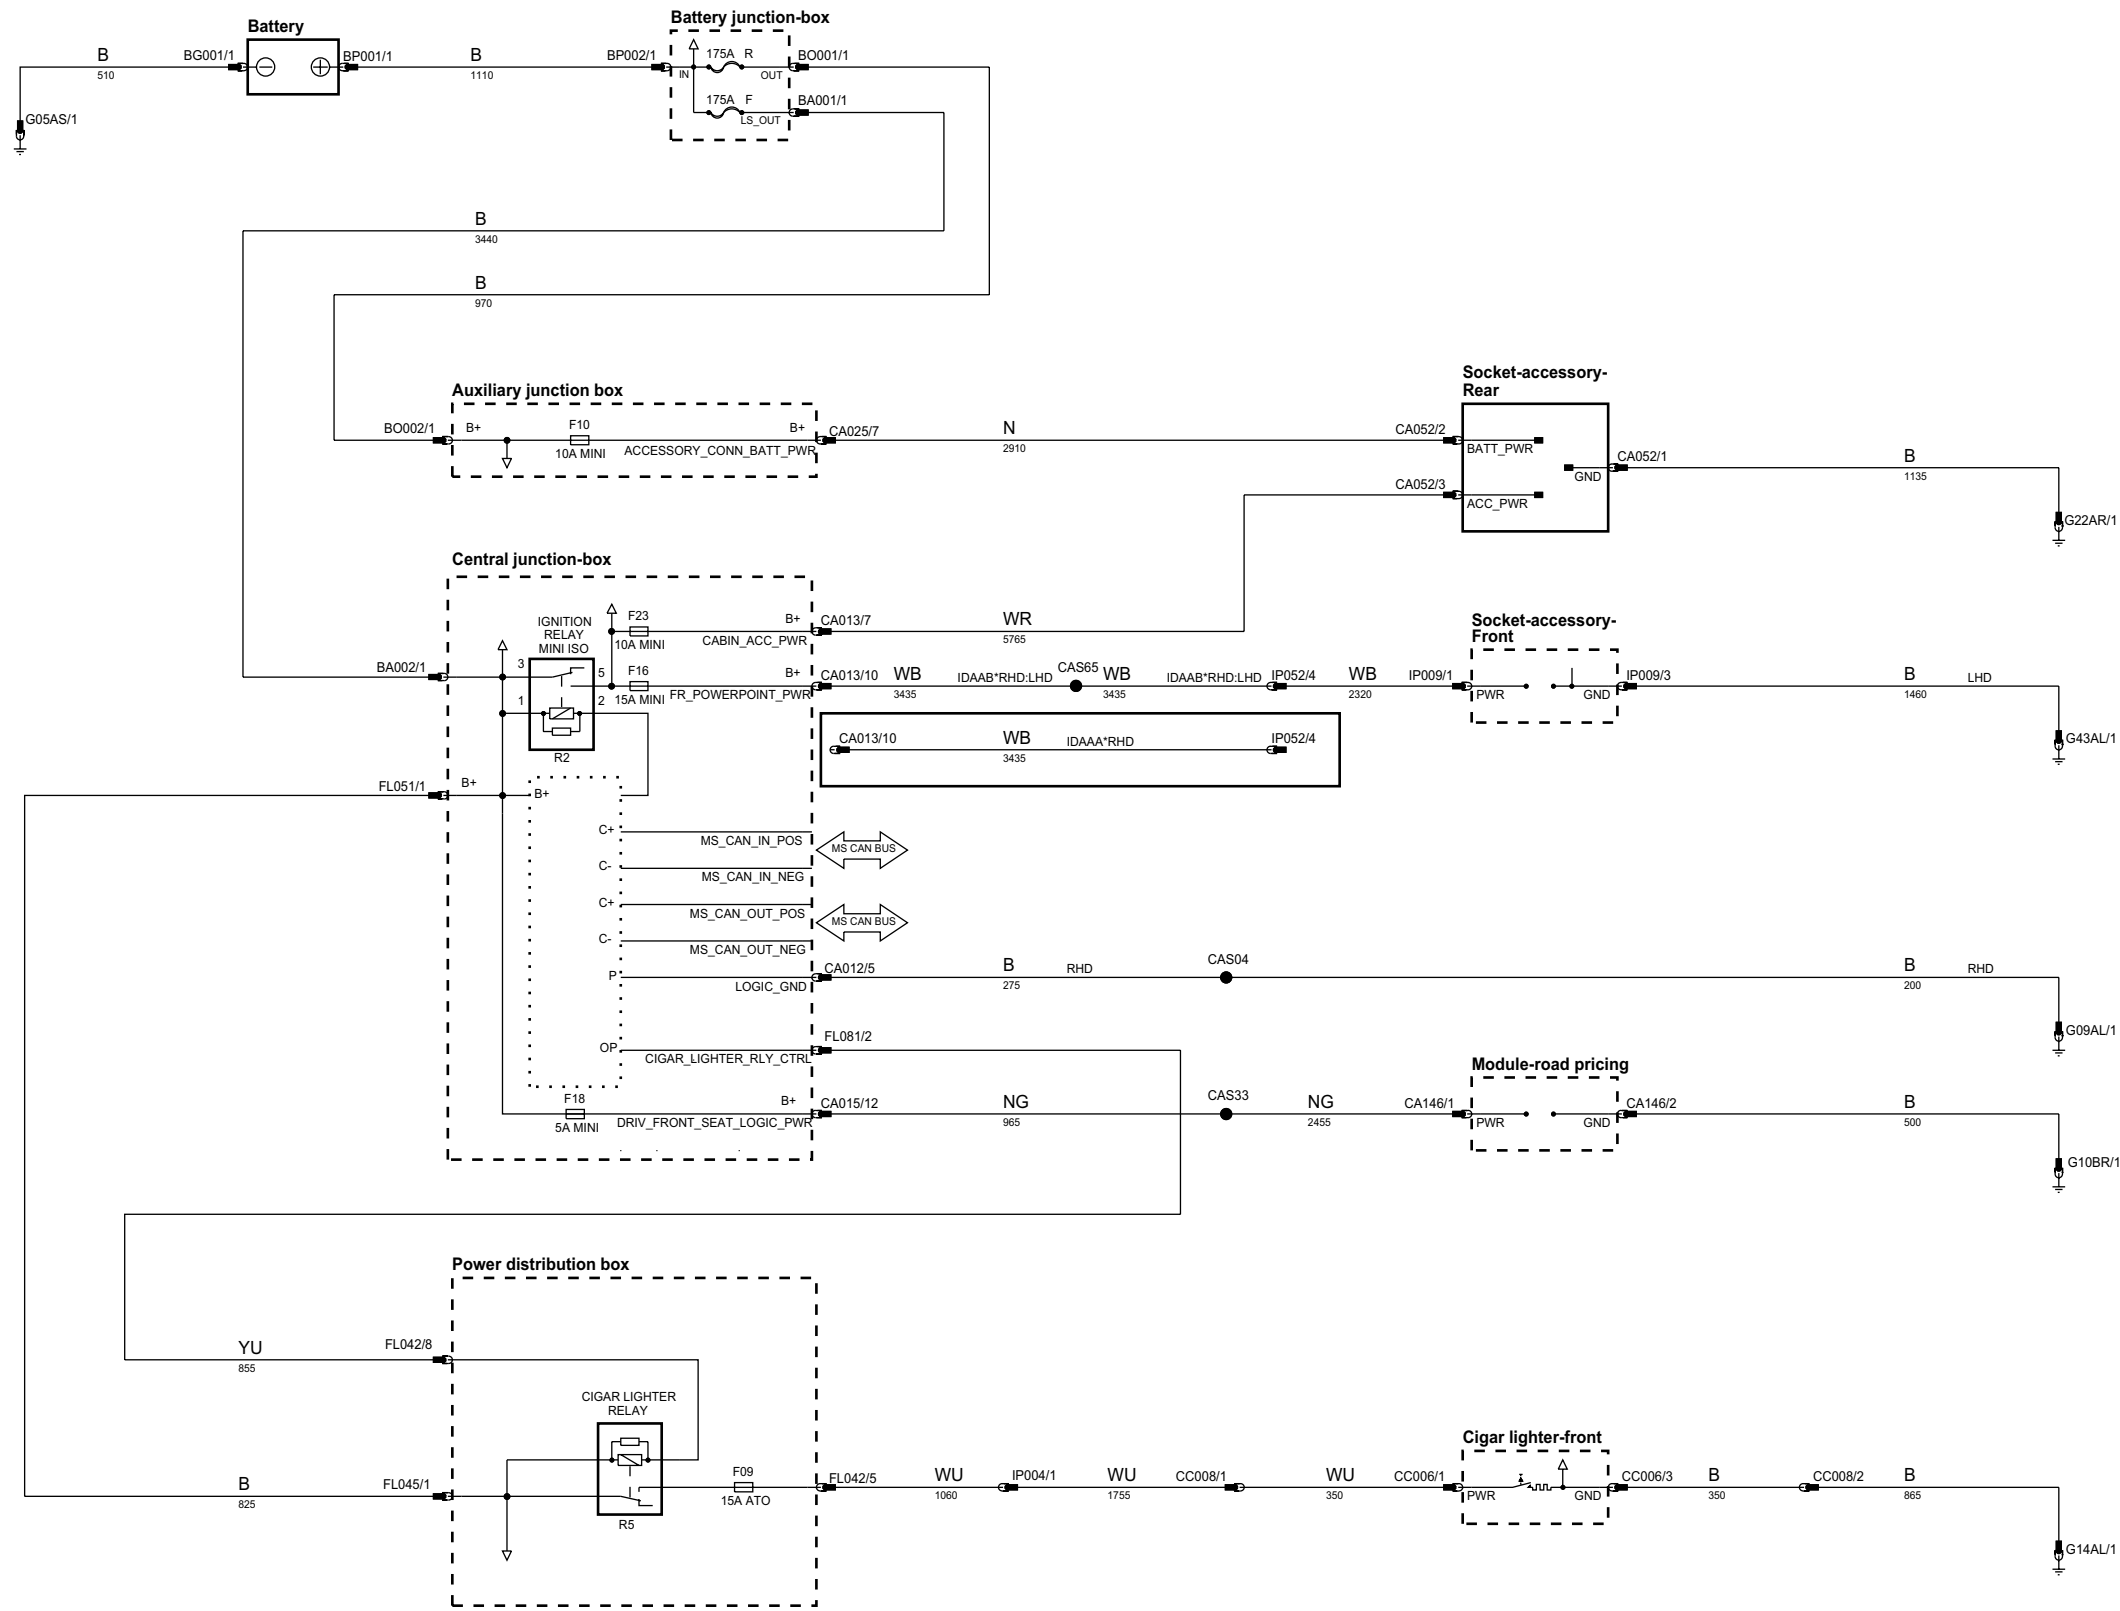 Battery
Battery junction-box
B
510
BG001/1
BP001/1
B
1110
BP002/1
IN
175A R
OUT
BO001/1
175A F
LS_OUT
BA001/1
G05AS/1
B
3440
B
970
Auxiliary junction box
BO002/1
B+
F10
10A MINI
B+
ACCESSORY_CONN_BATT_PWR
CA025/7
N
2910
CA052/2
Socket-accessory-
Rear
BATT_PWR
GND
CA052/1
B
1135
CA052/3
ACC_PWR
G22AR/1
Central junction-box
IGNITION
RELAY
MINI ISO
F23
10A MINI
B+
CABIN_ACC_PWR
CA013/7
WR
5765
BA002/1
3
5
1
2
R2
F16
15A MINI
B+
FR_POWERPOINT_PWR
CA013/10
WB
3435
IDAAB*RHD:LHD
CAS65
WB
3435
IDAAB*RHD:LHD
IP052/4
WB
2320
IP009/1
Socket-accessory-
Front
PWR
GND
IP009/3
B
1460
LHD
G43AL/1
CA013/10
WB
3435
IDAAA*RHD
IP052/4
FL051/1
B+
B+
C+
MS_CAN_IN_POS
MS CAN BUS
C-
MS_CAN_IN_NEG
C+
MS_CAN_OUT_POS
MS CAN BUS
C-
MS_CAN_OUT_NEG
P
LOGIC_GND
CA012/5
B
275
RHD
CAS04
B
200
RHD
G09AL/1
OP
CIGAR_LIGHTER_RLY_CTRL
FL081/2
F18
5A MINI
B+
DRIV_FRONT_SEAT_LOGIC_PWR
CA015/12
NG
965
CAS33
NG
2455
CA146/1
Module-road pricing
PWR
GND
CA146/2
B
500
G10BR/1
Power distribution box
YU
855
FL042/8
CIGAR LIGHTER
RELAY
R5
B
825
FL045/1
F09
15A ATO
FL042/5
WU
1060
IP004/1
WU
1755
CC008/1
WU
350
CC006/1
Cigar lighter-front
PWR
GND
CC006/3
B
350
CC008/2
B
865
G14AL/1